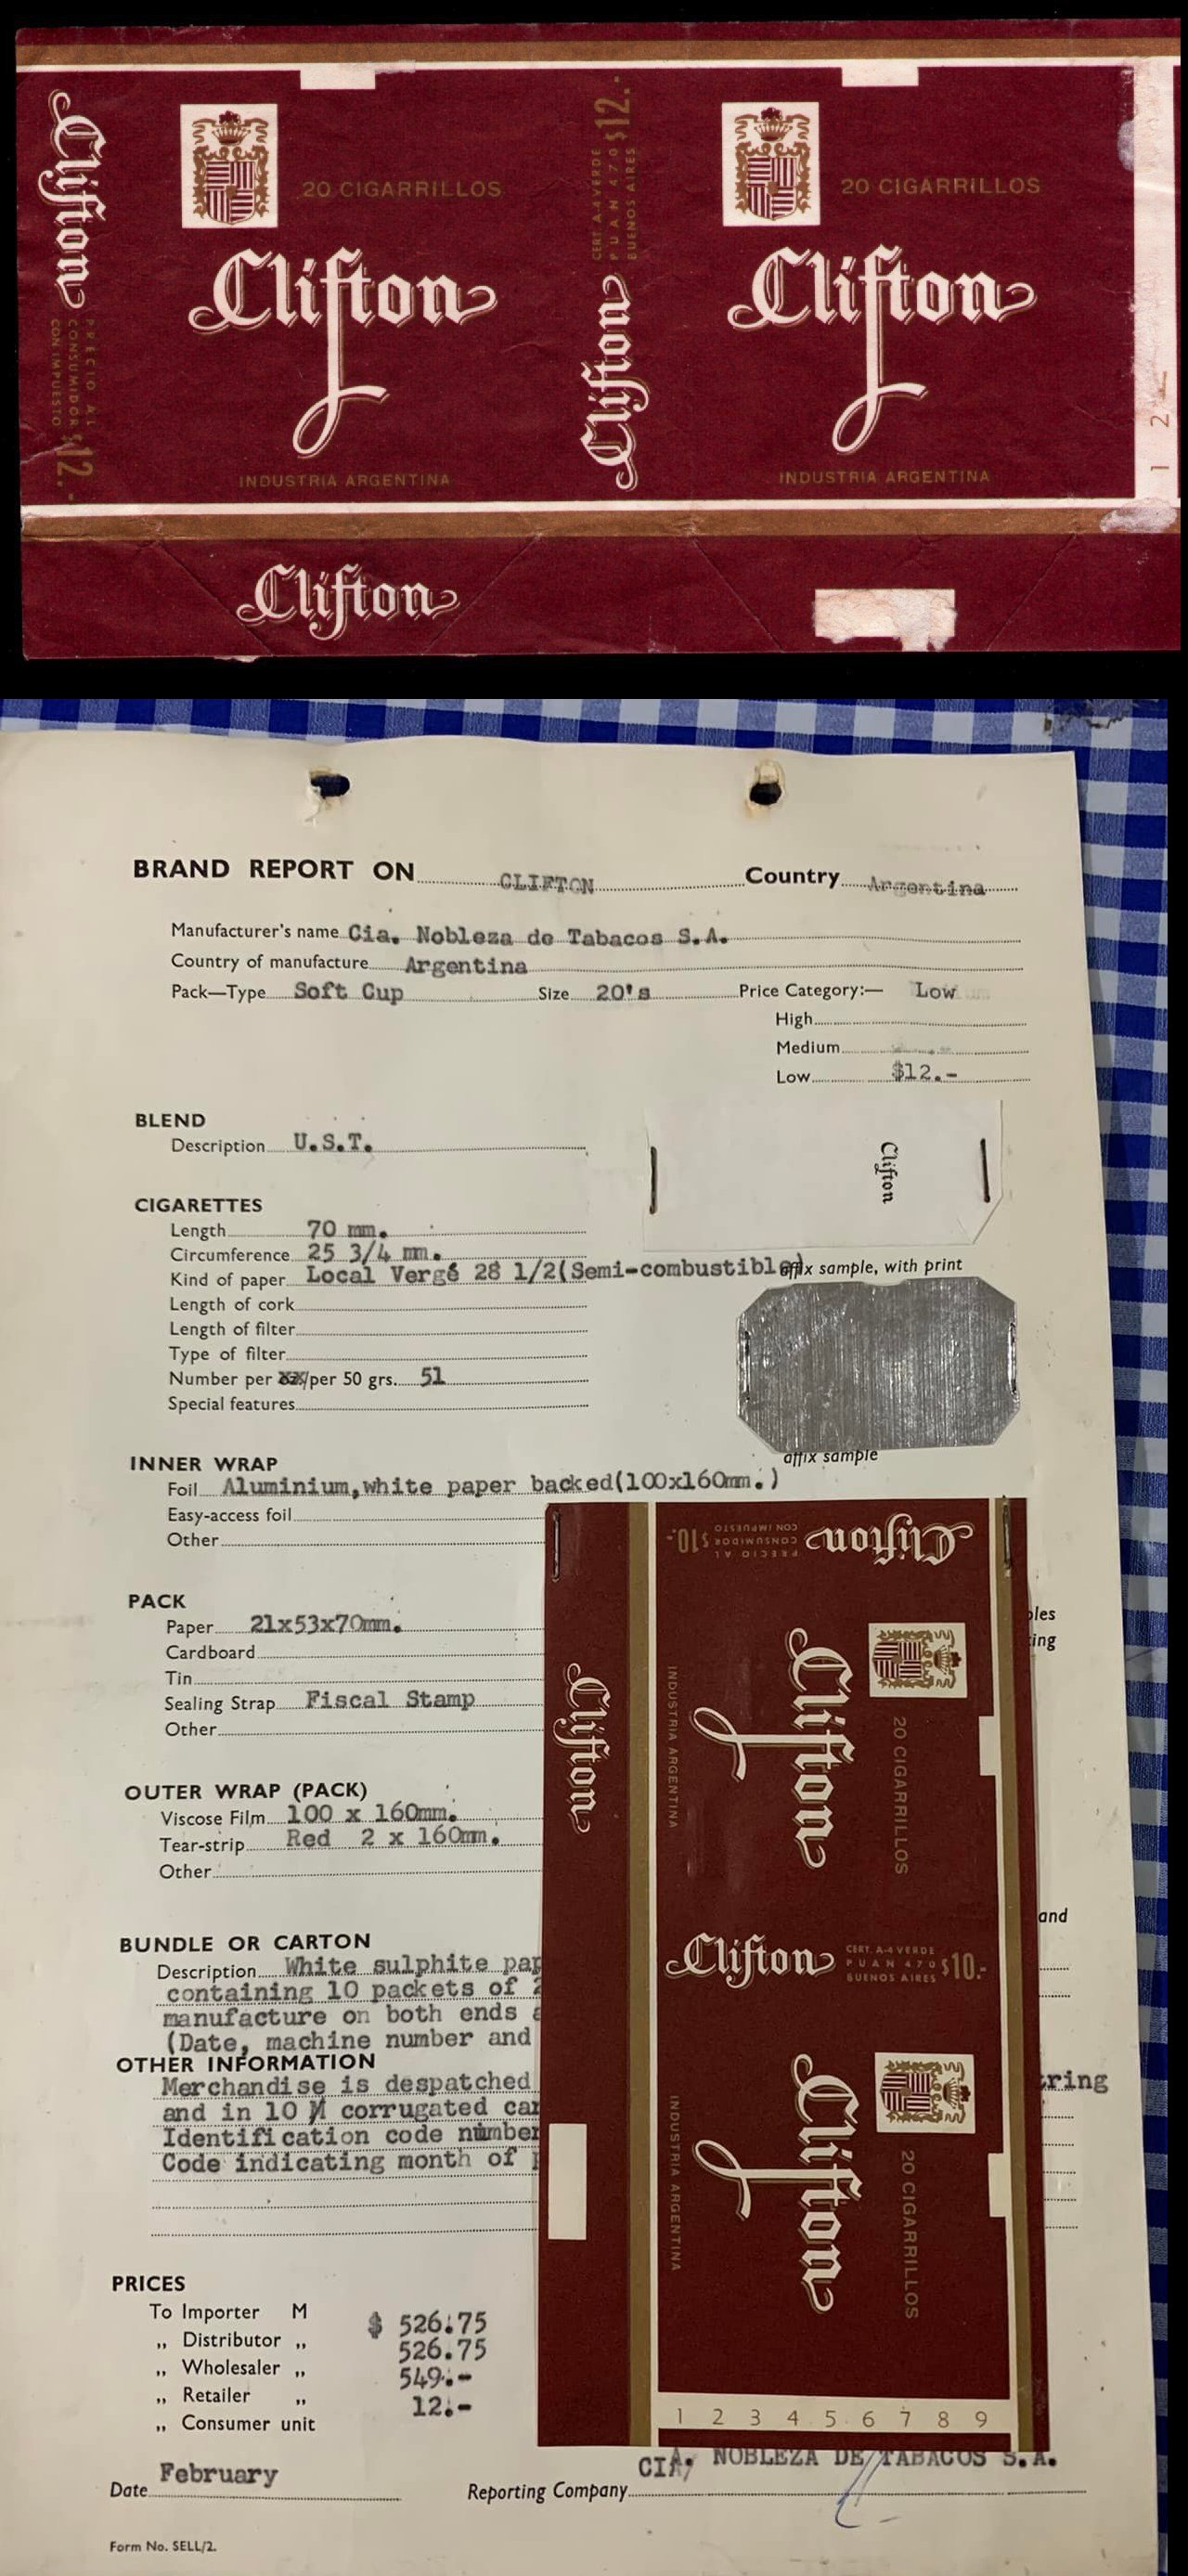 Clifton
PRECIO AL
CONSUMIDOR $12.-
CON IMPUESTO
20 CIGARRILLOS
Clifton
INDUSTRIA ARGENTINA
Clifton
CERT. A-4 VERDE
PUAN 470 $12.-
BUENOS AIRES
20 CIGARRILLOS
Clifton
INDUSTRIA ARGENTINA
1 2
Clifton
BRAND REPORT ON CLIFTON Country Argentina
Manufacturer's name Cia. Nobleza de Tabacos S.A.
Country of manufacture Argentina
Pack—Type Soft Cup Size 20's Price Category:— Low
High
Medium
Low $12.-
BLEND
Description U.S.T.
Clifton
CIGARETTES
Length 70 mm.
Circumference 25 3/4 mm.
Kind of paper Local Vergé 28 1/2(Semi-combustible)
affix sample, with print
Length of cork
Length of filter
Type of filter
Number per /per 50 grs. 51
Special features
affix sample
INNER WRAP
Foil Aluminium,white paper backed(100x160mm.)
Easy-access foil
Other
PACK
Paper 21x53x70mm.
Cardboard
Tin
Sealing Strap Fiscal Stamp
Other
OUTER WRAP (PACK)
Viscose Film 100 x 160mm.
Tear-strip Red 2 x 160mm.
Other
and
BUNDLE OR CARTON
Description White sulphite
containing 10 packets of
manufacture on both ends
(Date, machine number and
OTHER INFORMATION
Merchandise is despatched
and in 10 M corrugated
Identification code number
Code indicating month of
PRICES
To Importer M $ 526.75
„ Distributor „ 526.75
„ Wholesaler „ 549.-
„ Retailer „ 12.-
„ Consumer unit
Clifton
PRECIO AL
CONSUMIDOR $10.-
CON IMPUESTO
Clifton
20 CIGARRILLOS
Clifton
INDUSTRIA ARGENTINA
Clifton
CERT. A-4 VERDE
PUAN 470 $10.-
BUENOS AIRES
20 CIGARRILLOS
Clifton
INDUSTRIA ARGENTINA
1 2 3 4 5 6 7 8 9
Date February
Reporting Company CIA. NOBLEZA DE TABACOS S.A.
Form No. SELL/2.